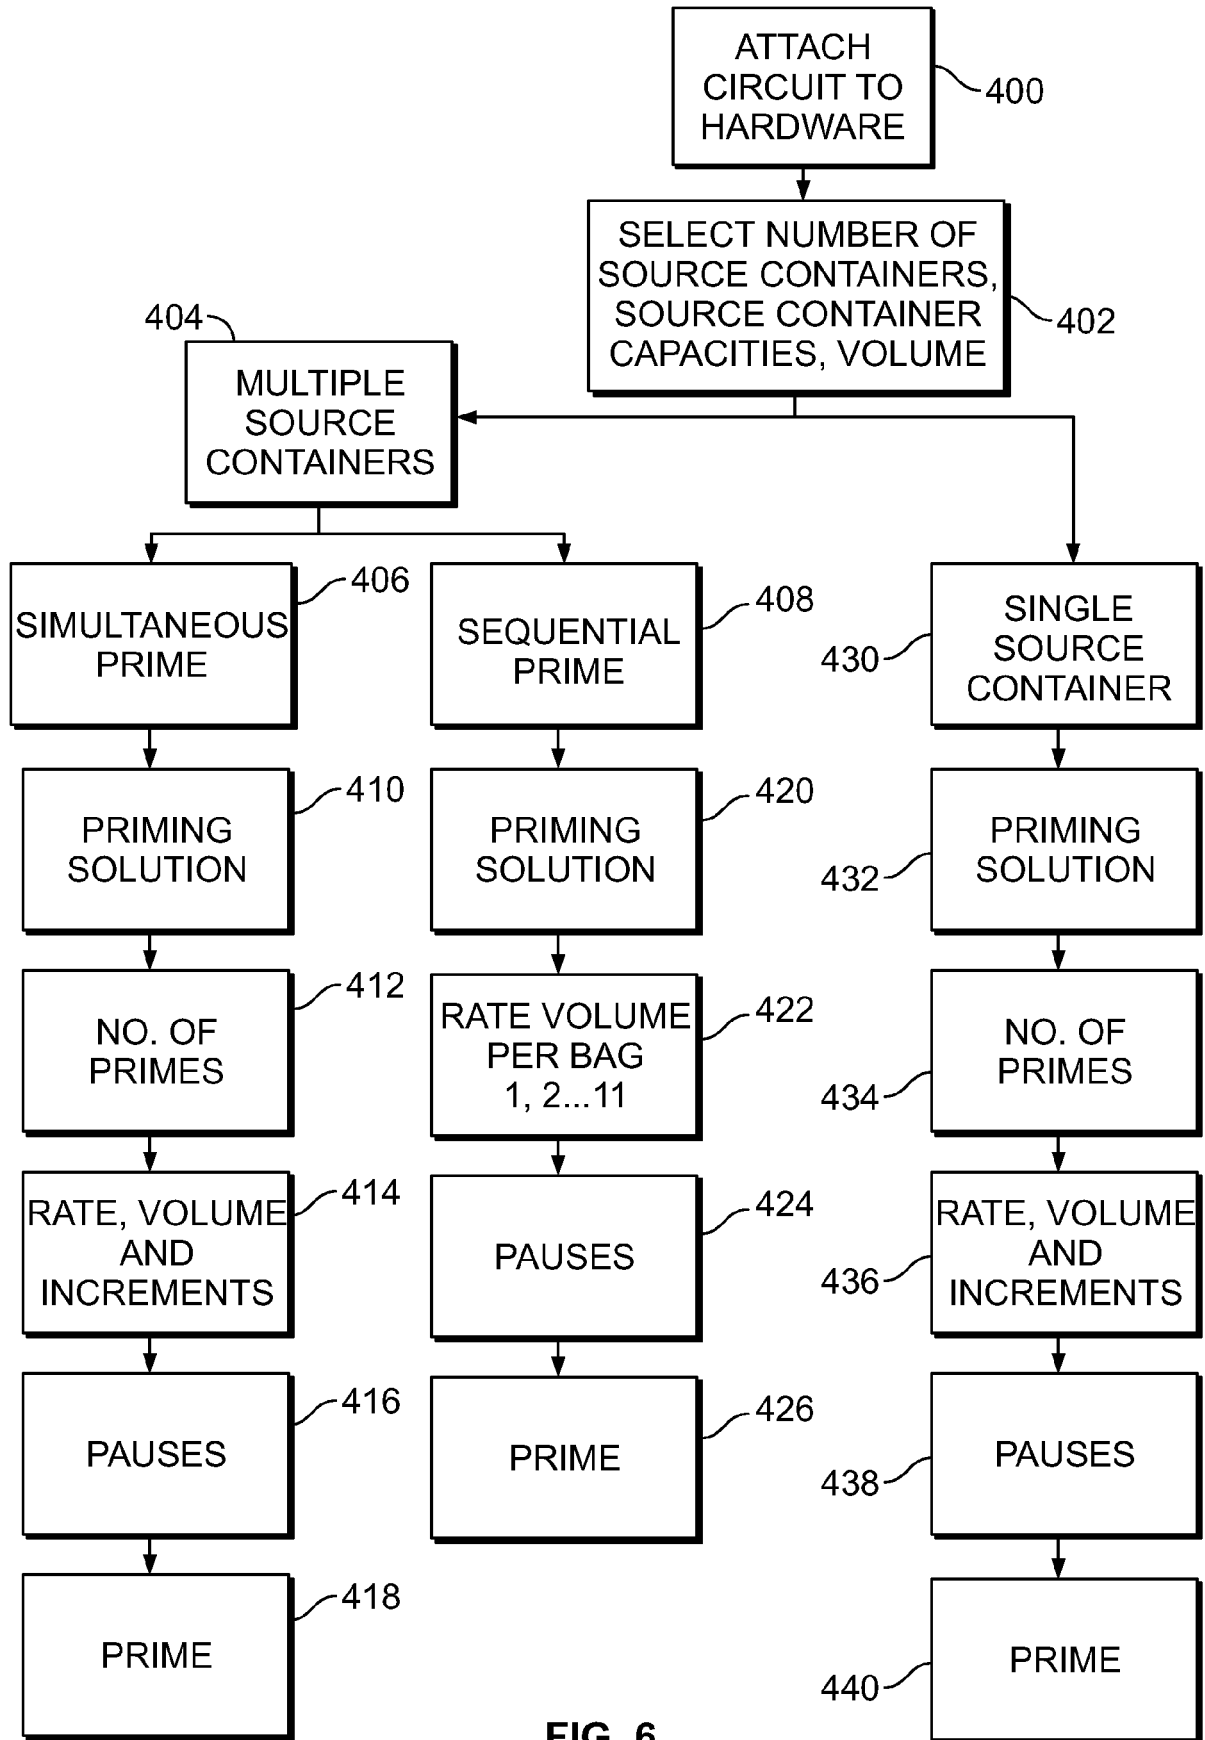 ATTACH
CIRCUIT TO
HARDWARE
400
SELECT NUMBER OF
SOURCE CONTAINERS,
SOURCE CONTAINER
CAPACITIES, VOLUME
402
404
MULTIPLE
SOURCE
CONTAINERS
SIMULTANEOUS
PRIME
406
SEQUENTIAL
PRIME
408
SINGLE
SOURCE
CONTAINER
430
PRIMING
SOLUTION
410
PRIMING
SOLUTION
420
PRIMING
SOLUTION
432
NO. OF
PRIMES
412
RATE VOLUME
PER BAG
1, 2...11
422
NO. OF
PRIMES
434
RATE, VOLUME
AND
INCREMENTS
414
PAUSES
424
RATE, VOLUME
AND
INCREMENTS
436
PAUSES
416
PRIME
426
PAUSES
438
PRIME
418
PRIME
440
FIG. 6